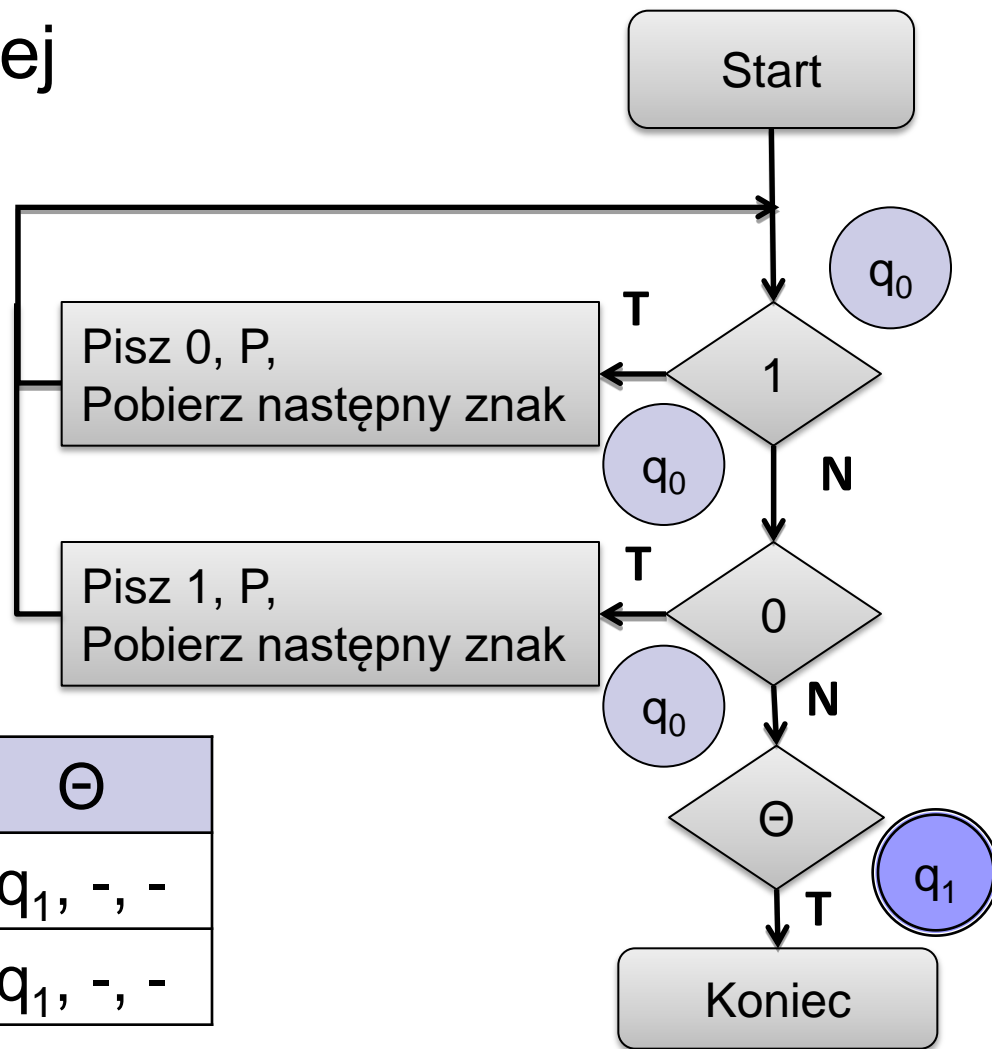 ej
Start
q₀
T
Pisz 0, P,
Pobierz następny znak
1
q₀
N
T
Pisz 1, P,
Pobierz następny znak
0
q₀
N
Θ
Θ
q₁, -, -
q₁
T
q₁, -, -
Koniec